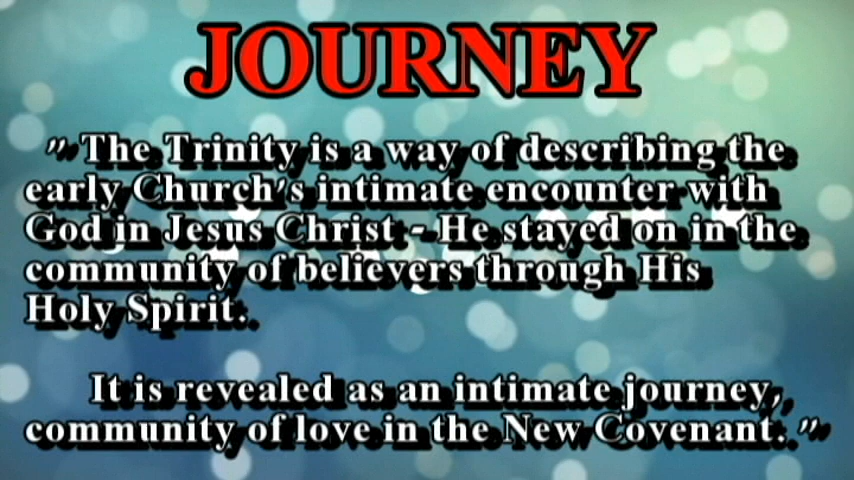 JOURNEY
" The Trinity is a way of describing the
early Church's intimate encounter with
God in Jesus Christ - He stayed on in the
community of believers through His
Holy Spirit.
It is revealed as an intimate journey,
community of love in the New Covenant. "